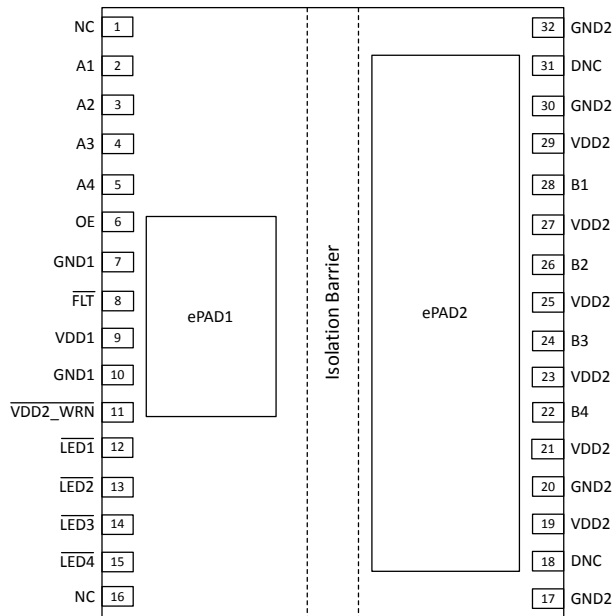 NC 1
A1 2
A2 3
A3 4
A4 5
OE 6
GND1 7
FLT 8
VDD1 9
GND1 10
VDD2_WRN 11
LED1 12
LED2 13
LED3 14
LED4 15
NC 16
ePAD1
Isolation Barrier
ePAD2
32 GND2
31 DNC
30 GND2
29 VDD2
28 B1
27 VDD2
26 B2
25 VDD2
24 B3
23 VDD2
22 B4
21 VDD2
20 GND2
19 VDD2
18 DNC
17 GND2